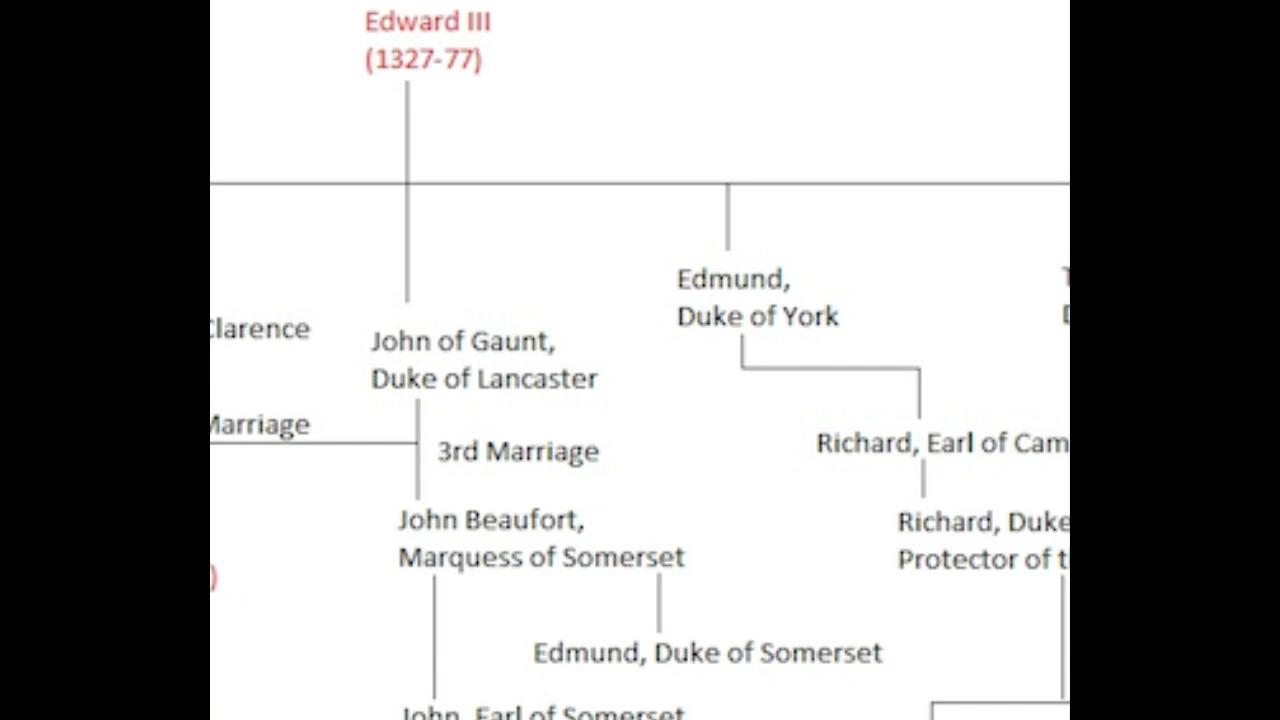 Edward III
(1327-77)
Edmund,
Duke of York
Clarence
John of Gaunt,
Duke of Lancaster
Marriage
3rd Marriage
Richard, Earl of Cam
John Beaufort,
Marquess of Somerset
Richard, Duke
Protector of t
)
Edmund, Duke of Somerset
John, Earl of Somerset